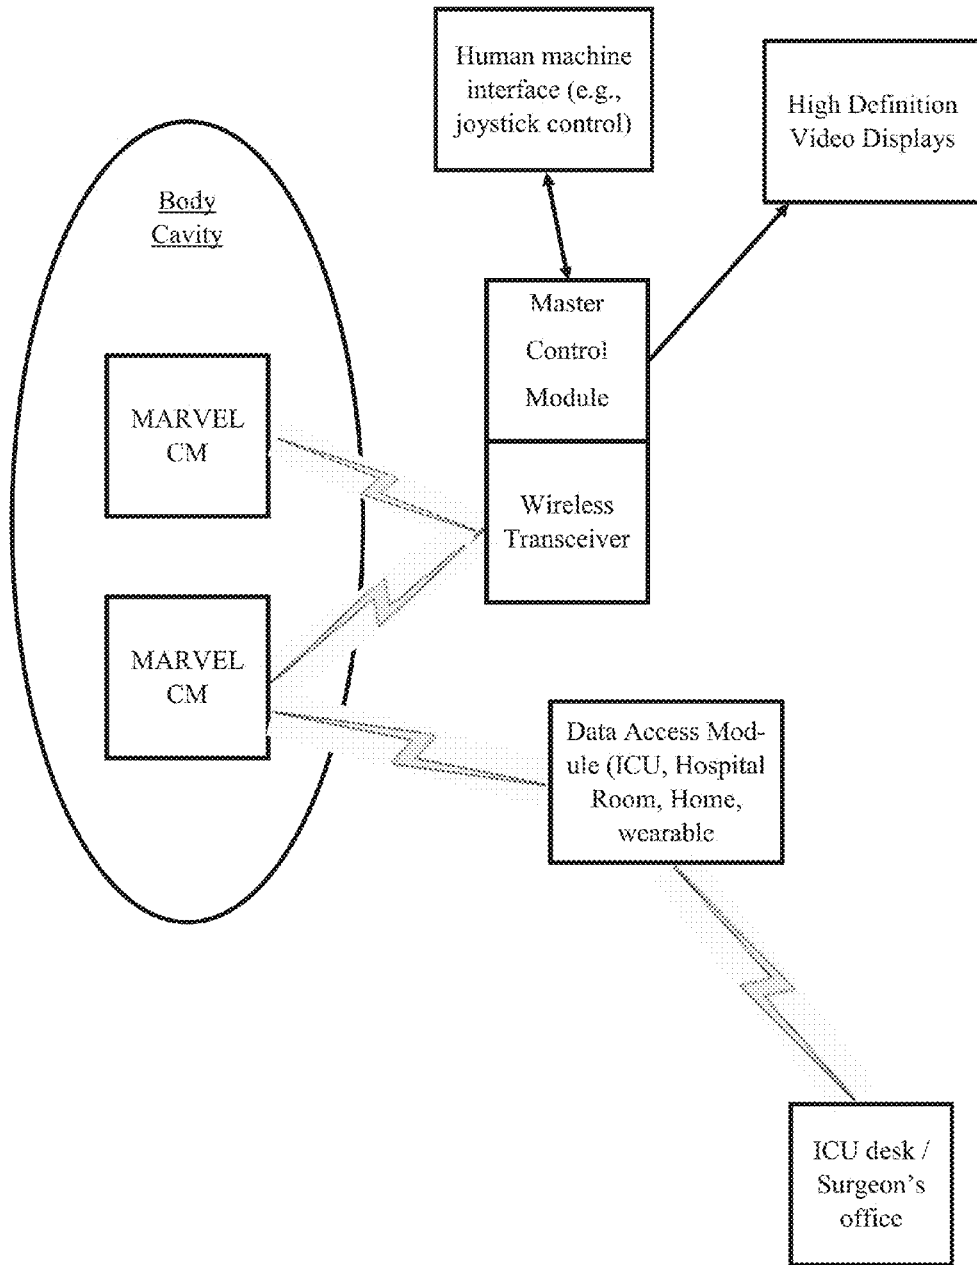 Human machine
interface (e.g.,
joystick control)
High Definition
Video Displays
Body
Cavity
Master
Control
Module
MARVEL
CM
Wireless
Transceiver
MARVEL
CM
Data Access Mod-
ule (ICU, Hospital
Room, Home,
wearable
ICU desk /
Surgeon's
office